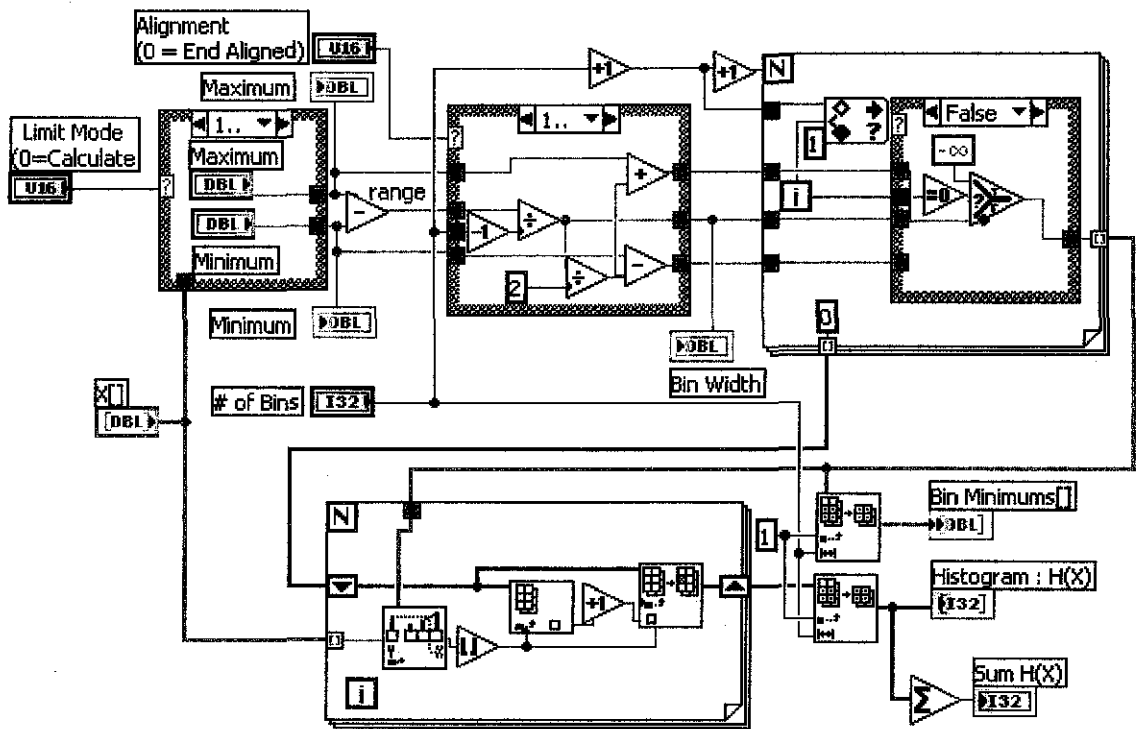 Alignment
(0 = End Aligned)
U16
Maximum
DBL
Limit Mode
(0=Calculate
U16
1..
Maximum
DBL
DBL
Minimum
range
Minimum
DBL
1..
+
-
-1
÷
÷
-
2
+1
+1
N
1
i
False
-∞
=0
?
0
DBL
Bin Width
X[]
[DBL]
# of Bins
I32
N
i
+1
1
Bin Minimums[]
[DBL]
Histogram : H(X)
[I32]
Σ
Sum H(X)
I32